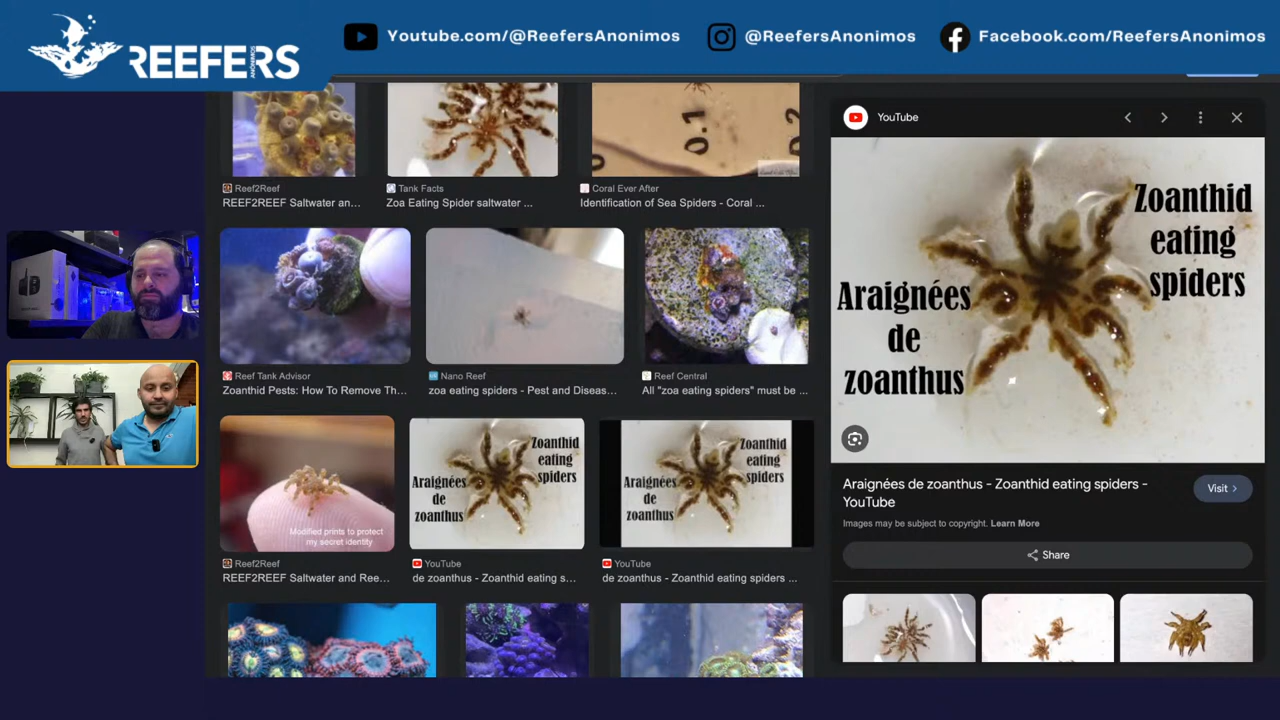 REEFERS
ANONIMOS
Youtube.com/@ReefersAnonimos
@ReefersAnonimos
Facebook.com/ReefersAnonimos
Reef2Reef
REEF2REEF Saltwater an...
Tank Facts
Zoa Eating Spider saltwater ...
0.1
0.2
Coral Ever After
Identification of Sea Spiders - Coral ...
Reef Tank Advisor
Zoanthid Pests: How To Remove Th...
Nano Reef
zoa eating spiders - Pest and Diseas...
Reef Central
All "zoa eating spiders" must be ...
Modified prints to protect
my secret identity
Reef2Reef
REEF2REEF Saltwater and Ree...
Araignées
de
zoanthus
Zoanthid
eating
spiders
YouTube
de zoanthus - Zoanthid eating s...
Araignées
de
zoanthus
Zoanthid
eating
spiders
YouTube
de zoanthus - Zoanthid eating spiders ...
YouTube
Araignées
de
zoanthus
Zoanthid
eating
spiders
Araignées de zoanthus - Zoanthid eating spiders -
YouTube
Visit
Images may be subject to copyright. Learn More
Share